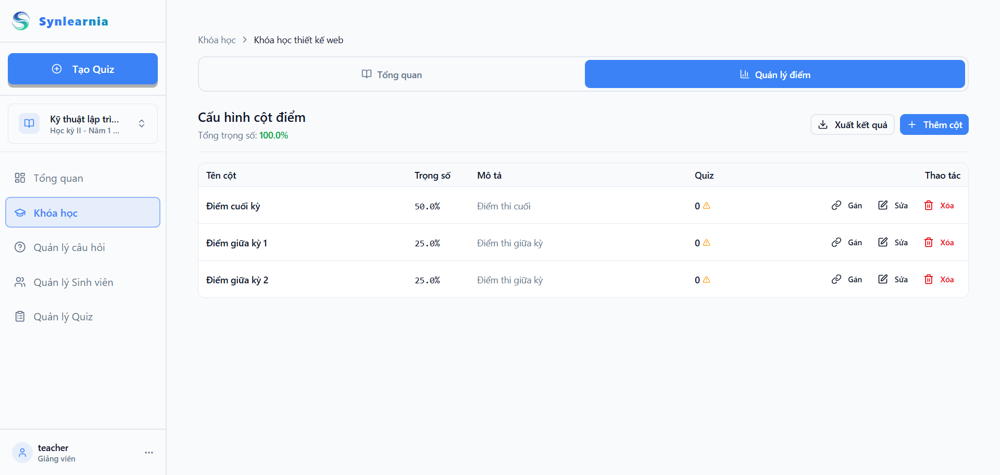 Synlearnia
Tạo Quiz
Kỹ thuật lập trì...
Học kỳ II - Năm 1 ...
Tổng quan
Khóa học
Quản lý câu hỏi
Quản lý Sinh viên
Quản lý Quiz
teacher
Giảng viên
Khóa học > Khóa học thiết kế web
Tổng quan Quản lý điểm
Cấu hình cột điểm
Tổng trọng số: 100.0%
Xuất kết quả Thêm cột
Tên cột Trọng số Mô tả Quiz Thao tác
Điểm cuối kỳ 50.0% Điểm thi cuối 0 Gán Sửa Xóa
Điểm giữa kỳ 1 25.0% Điểm thi giữa kỳ 0 Gán Sửa Xóa
Điểm giữa kỳ 2 25.0% Điểm thi giữa kỳ 0 Gán Sửa Xóa